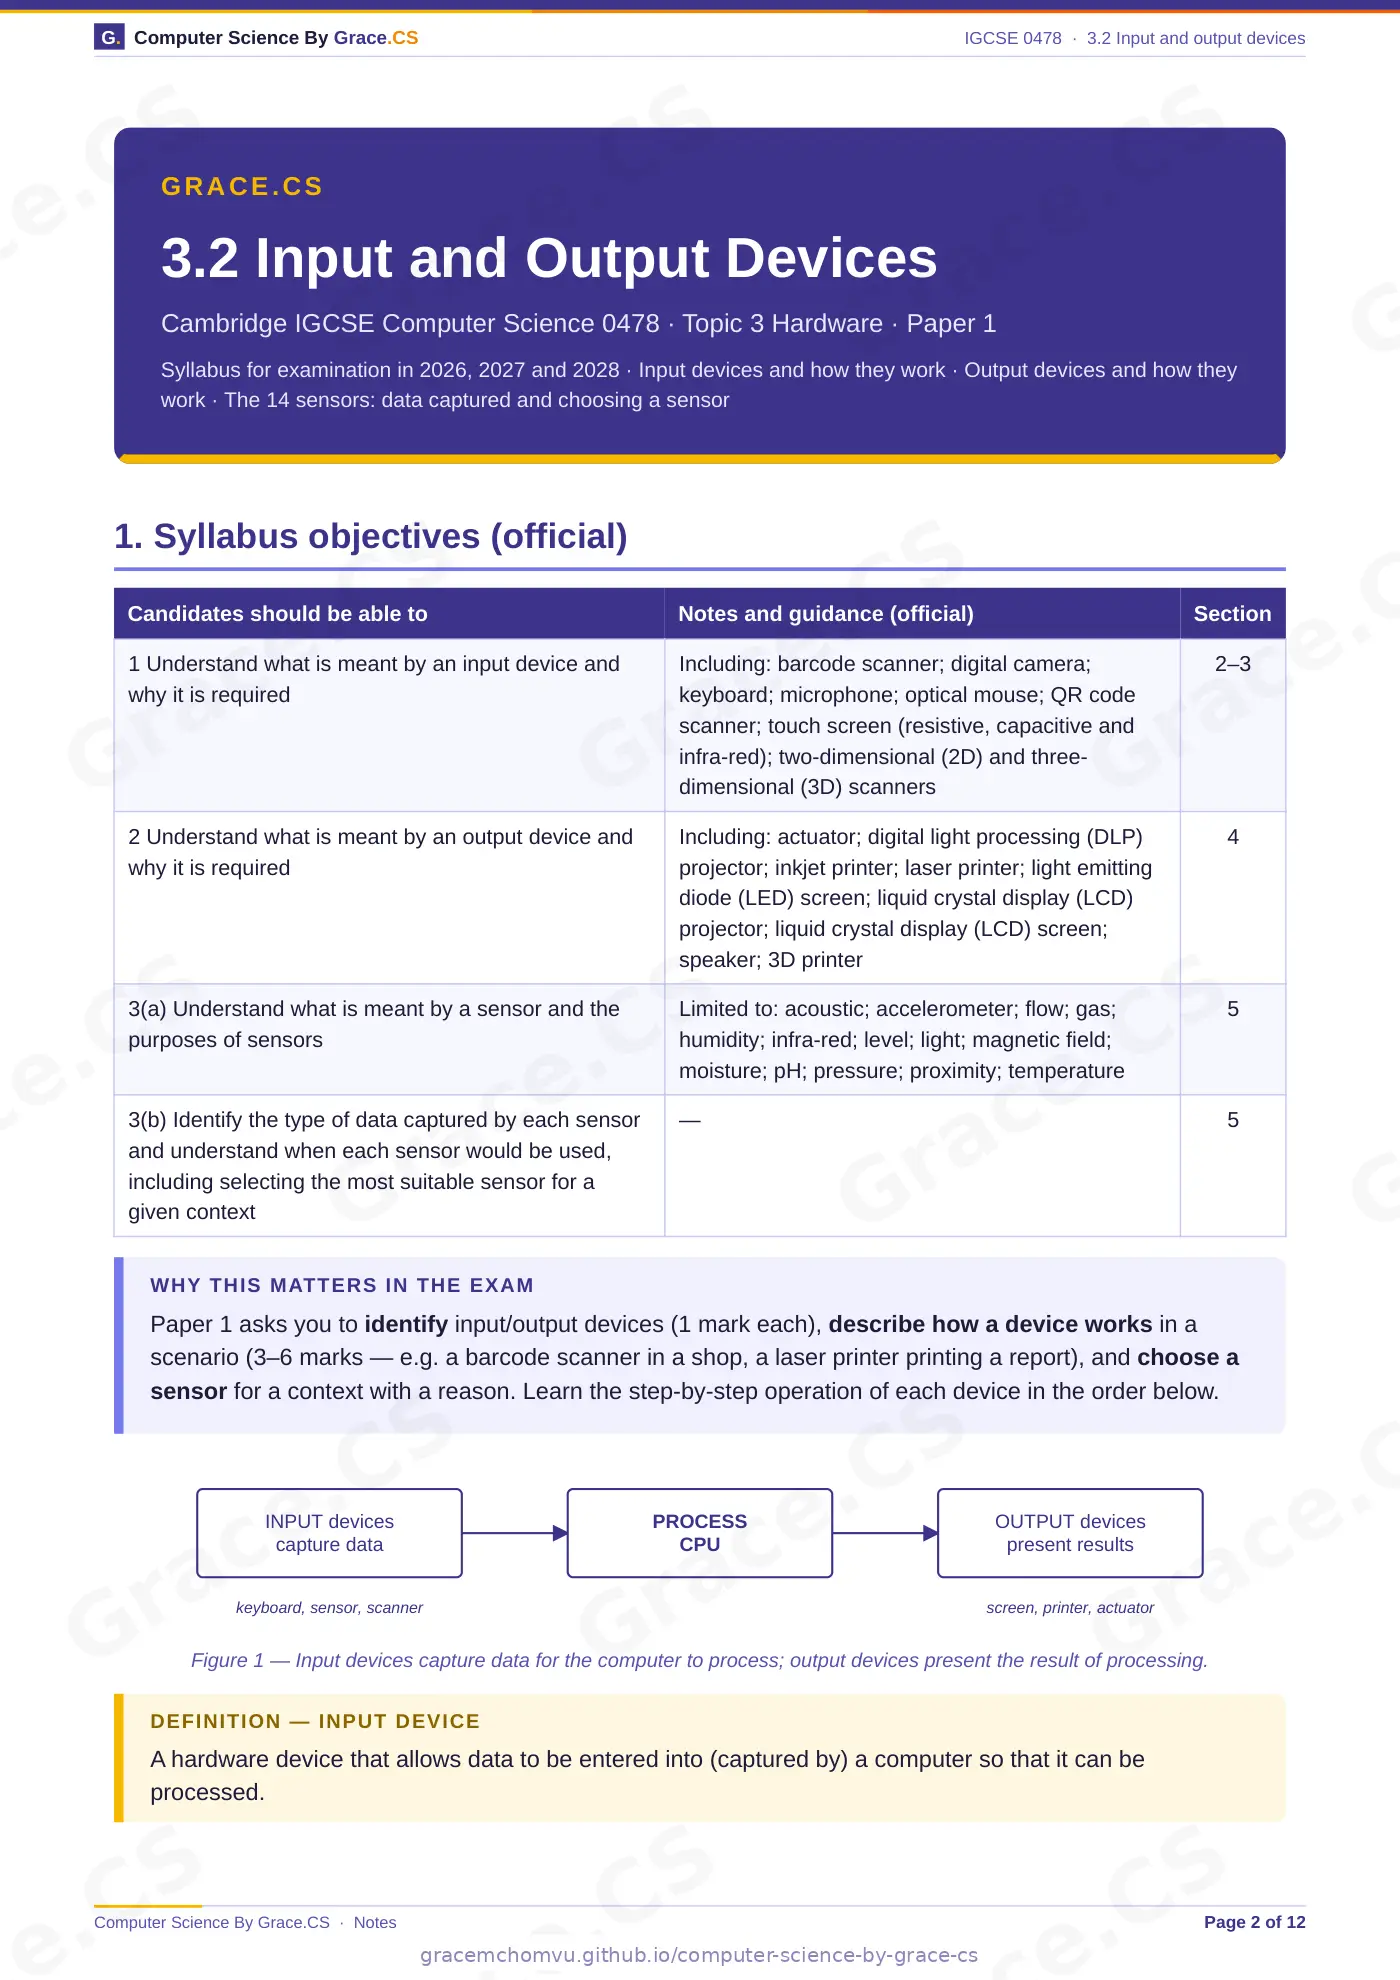 G. Computer Science By Grace.CS
IGCSE 0478 · 3.2 Input and output devices
GRACE.CS
3.2 Input and Output Devices
Cambridge IGCSE Computer Science 0478 · Topic 3 Hardware · Paper 1
Syllabus for examination in 2026, 2027 and 2028 · Input devices and how they work · Output devices and how they
work · The 14 sensors: data captured and choosing a sensor
1. Syllabus objectives (official)
Candidates should be able to
Notes and guidance (official)
Section
1 Understand what is meant by an input device and
why it is required
Including: barcode scanner; digital camera;
keyboard; microphone; optical mouse; QR code
scanner; touch screen (resistive, capacitive and
infra-red); two-dimensional (2D) and three-
dimensional (3D) scanners
2–3
2 Understand what is meant by an output device and
why it is required
Including: actuator; digital light processing (DLP)
projector; inkjet printer; laser printer; light emitting
diode (LED) screen; liquid crystal display (LCD)
projector; liquid crystal display (LCD) screen;
speaker; 3D printer
4
3(a) Understand what is meant by a sensor and the
purposes of sensors
Limited to: acoustic; accelerometer; flow; gas;
humidity; infra-red; level; light; magnetic field;
moisture; pH; pressure; proximity; temperature
5
3(b) Identify the type of data captured by each sensor
and understand when each sensor would be used,
including selecting the most suitable sensor for a
given context
—
5
WHY THIS MATTERS IN THE EXAM
Paper 1 asks you to identify input/output devices (1 mark each), describe how a device works in a
scenario (3–6 marks — e.g. a barcode scanner in a shop, a laser printer printing a report), and choose a
sensor for a context with a reason. Learn the step-by-step operation of each device in the order below.
INPUT devices
capture data
PROCESS
CPU
OUTPUT devices
present results
keyboard, sensor, scanner
screen, printer, actuator
Figure 1 — Input devices capture data for the computer to process; output devices present the result of processing.
DEFINITION — INPUT DEVICE
A hardware device that allows data to be entered into (captured by) a computer so that it can be
processed.
Computer Science By Grace.CS · Notes
Page 2 of 12
gracemchomvu.github.io/computer-science-by-grace-cs